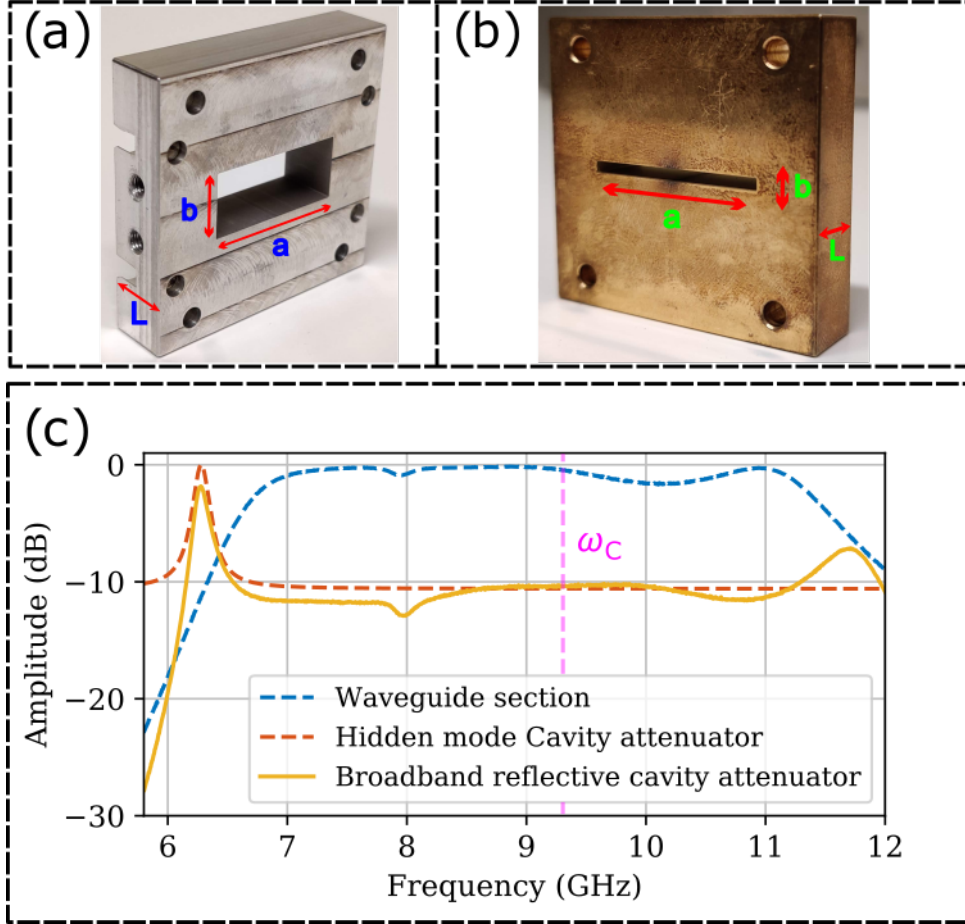 (a)
b
a
L
(b)
b
a
L
(c)
0
−10
−20
−30
Amplitude (dB)
ωC
Waveguide section
Hidden mode Cavity attenuator
Broadband reflective cavity attenuator
6 7 8 9 10 11 12
Frequency (GHz)